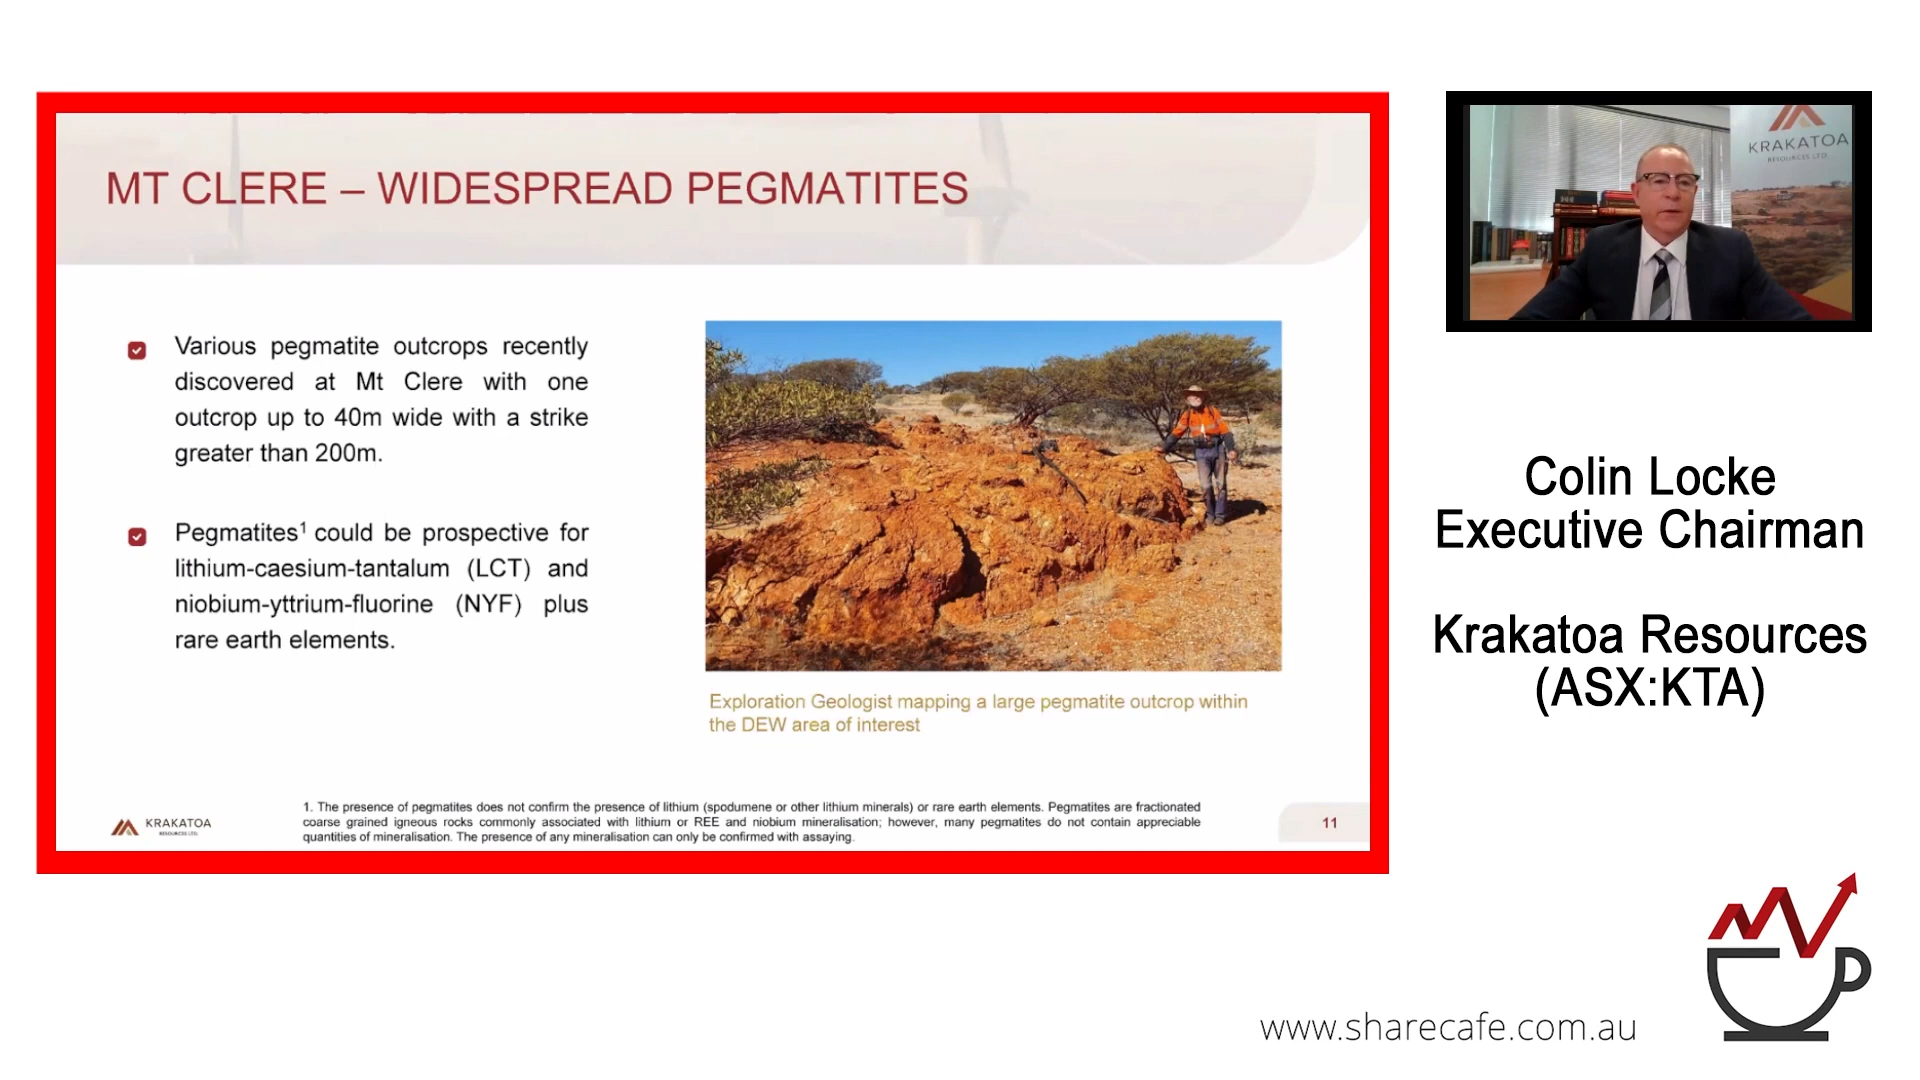 MT CLERE – WIDESPREAD PEGMATITES
Various pegmatite outcrops recently
discovered at Mt Clere with one
outcrop up to 40m wide with a strike
greater than 200m.
Pegmatites¹ could be prospective for
lithium-caesium-tantalum (LCT) and
niobium-yttrium-fluorine (NYF) plus
rare earth elements.
Exploration Geologist mapping a large pegmatite outcrop within
the DEW area of interest
KRAKATOA
RESOURCES LTD
1. The presence of pegmatites does not confirm the presence of lithium (spodumene or other lithium minerals) or rare earth elements. Pegmatites are fractionated
coarse grained igneous rocks commonly associated with lithium or REE and niobium mineralisation; however, many pegmatites do not contain appreciable
quantities of mineralisation. The presence of any mineralisation can only be confirmed with assaying.
11
KRAKATOA
RESOURCES LTD
Colin Locke
Executive Chairman
Krakatoa Resources
(ASX:KTA)
www.sharecafe.com.au